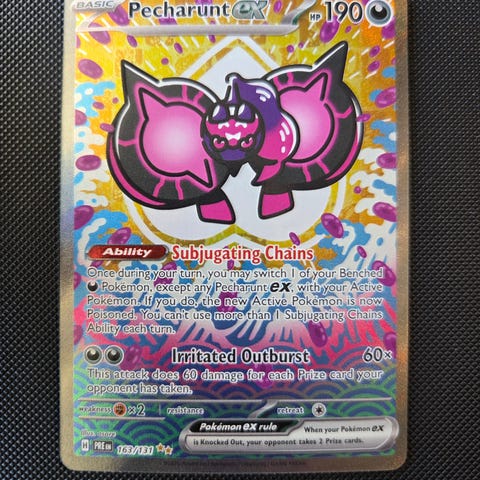 BASIC
Pecharunt ex HP 190
Ability Subjugating Chains
Once during your turn, you may switch 1 of your Benched
Pokémon, except any Pecharunt ex, with your Active
Pokémon. If you do, the new Active Pokémon is now
Poisoned. You can't use more than 1 Subjugating Chains
Ability each turn.
Irritated Outburst 60×
This attack does 60 damage for each Prize card your
opponent has taken.
weakness × 2 resistance retreat
Pokémon ex rule When your Pokémon ex
is Knocked Out, your opponent takes 2 Prize cards.
H PRE EN 163/131